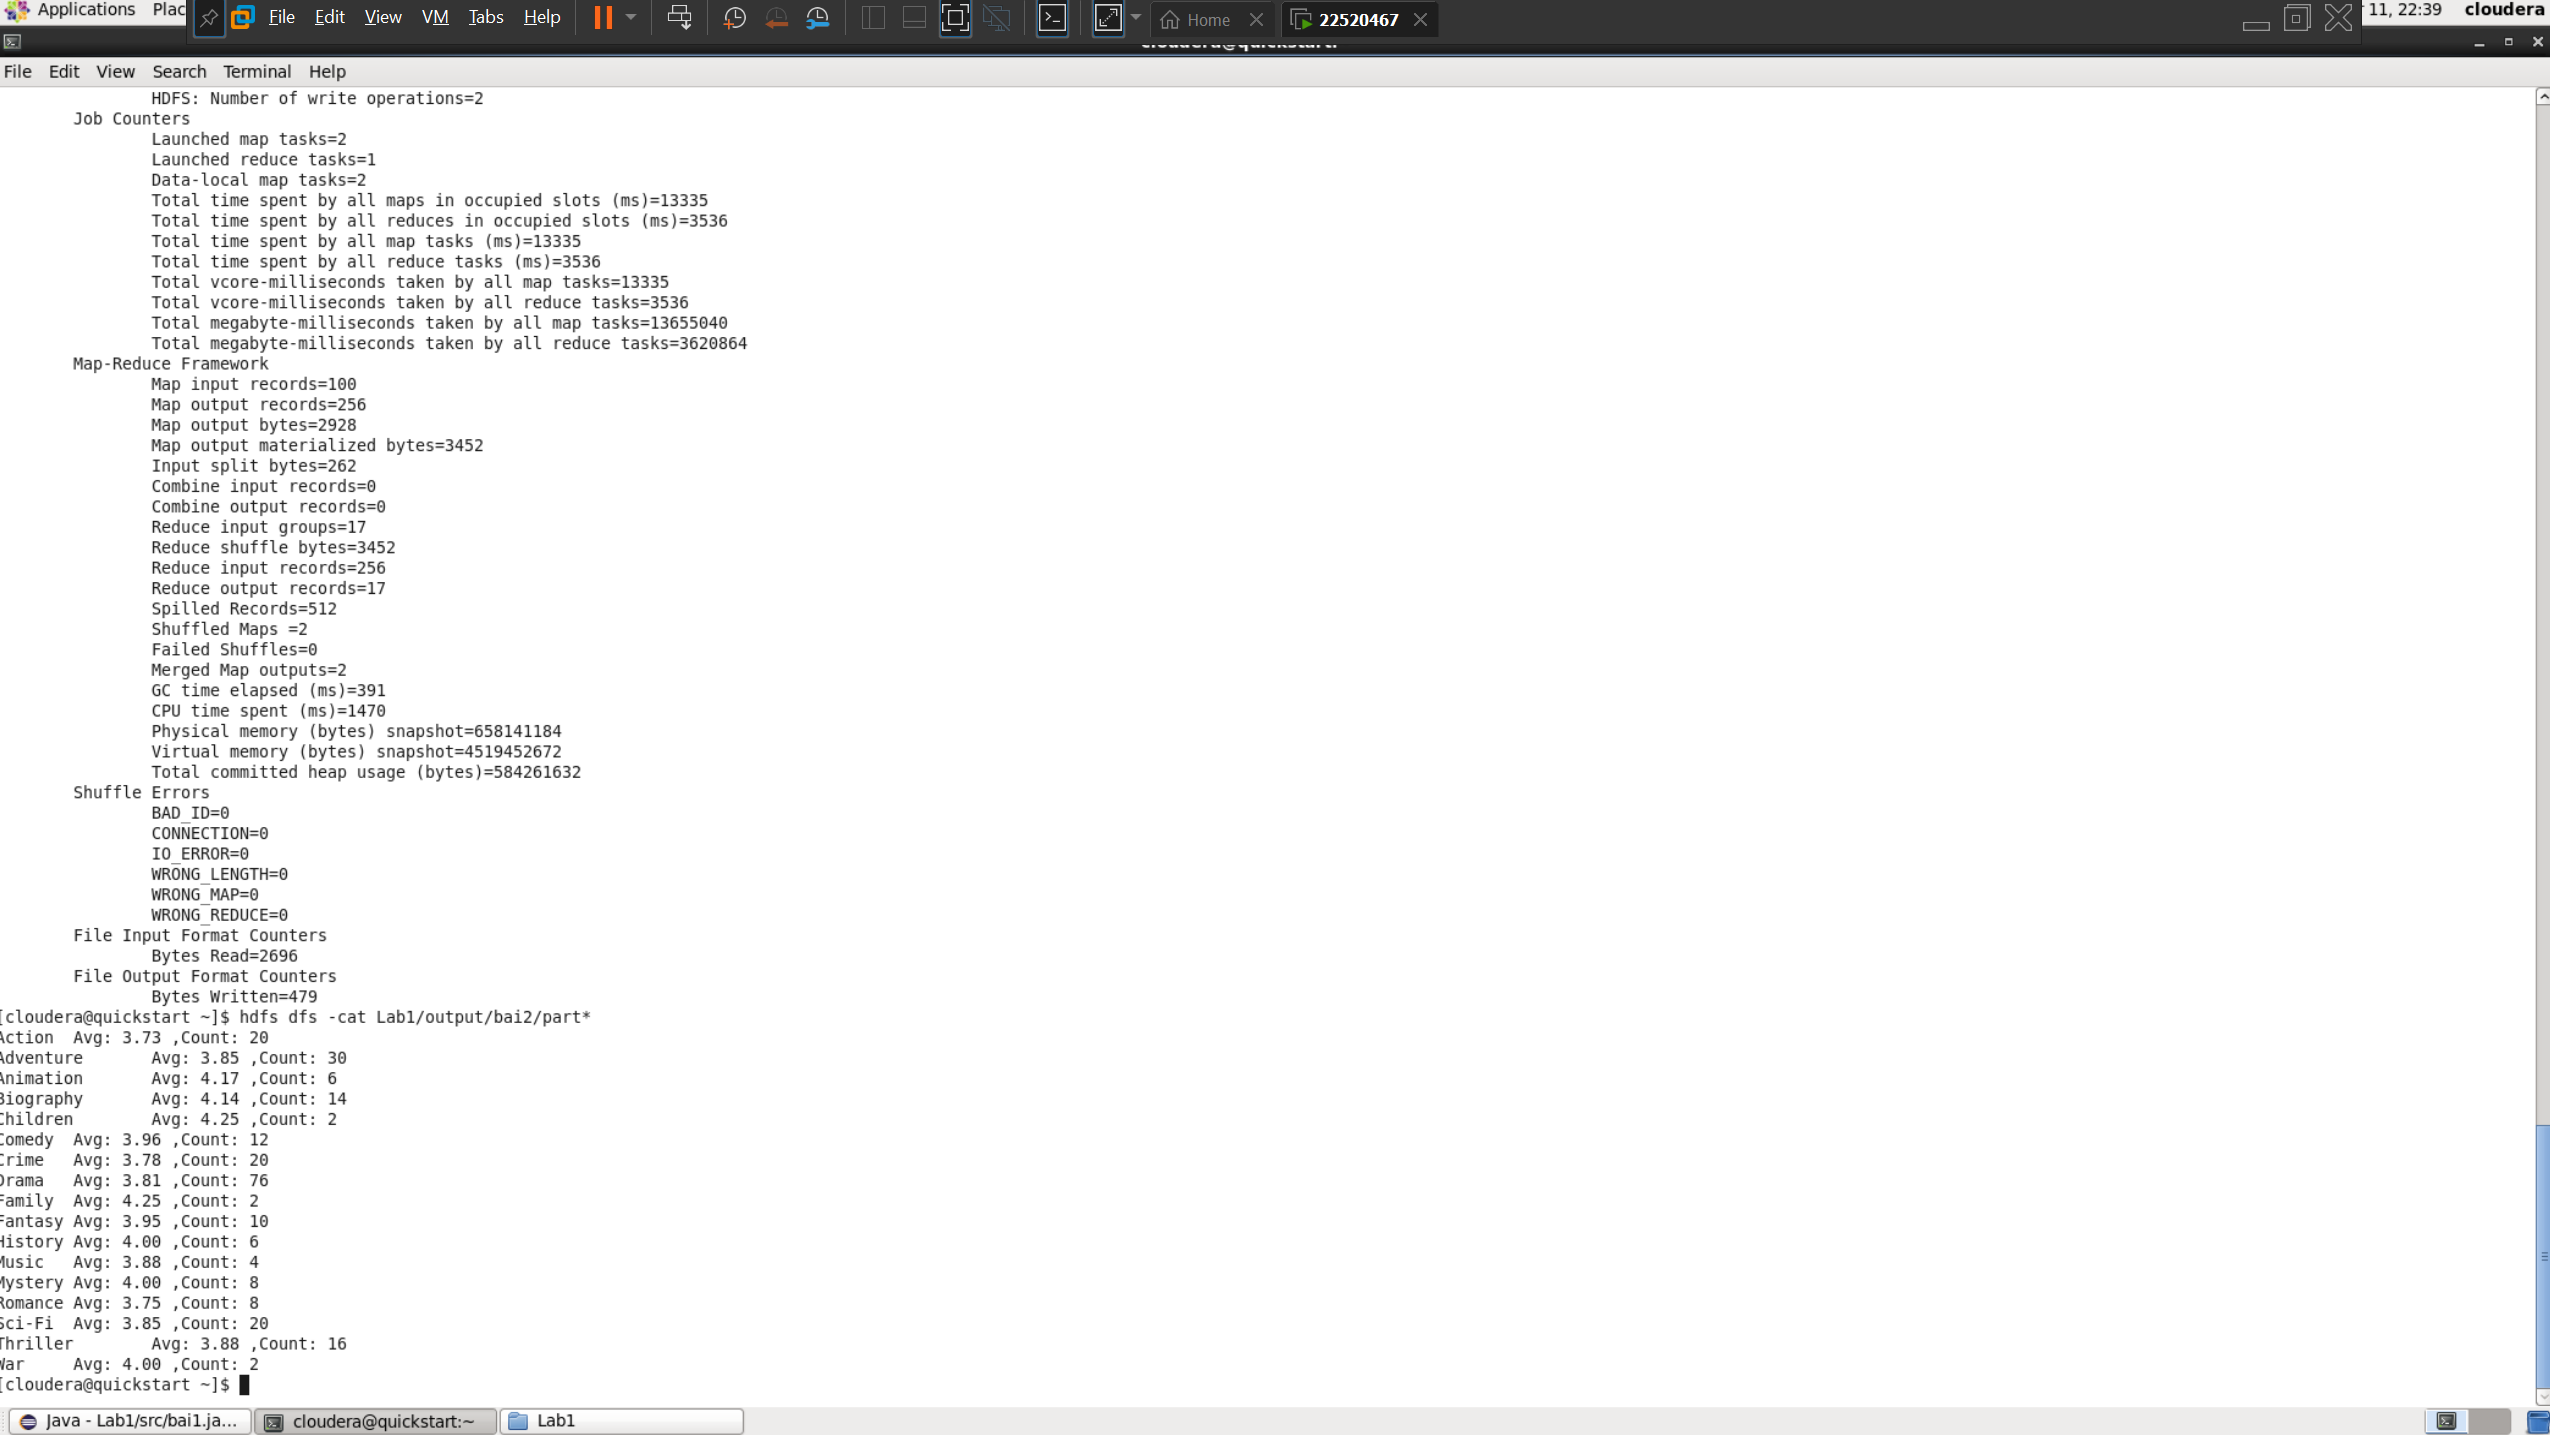 Applications Plac
File Edit View VM Tabs Help
Home
22520467
11, 22:39 cloudera
File Edit View Search Terminal Help
HDFS: Number of write operations=2
Job Counters
Launched map tasks=2
Launched reduce tasks=1
Data-local map tasks=2
Total time spent by all maps in occupied slots (ms)=13335
Total time spent by all reduces in occupied slots (ms)=3536
Total time spent by all map tasks (ms)=13335
Total time spent by all reduce tasks (ms)=3536
Total vcore-milliseconds taken by all map tasks=13335
Total vcore-milliseconds taken by all reduce tasks=3536
Total megabyte-milliseconds taken by all map tasks=13655040
Total megabyte-milliseconds taken by all reduce tasks=3620864
Map-Reduce Framework
Map input records=100
Map output records=256
Map output bytes=2928
Map output materialized bytes=3452
Input split bytes=262
Combine input records=0
Combine output records=0
Reduce input groups=17
Reduce shuffle bytes=3452
Reduce input records=256
Reduce output records=17
Spilled Records=512
Shuffled Maps =2
Failed Shuffles=0
Merged Map outputs=2
GC time elapsed (ms)=391
CPU time spent (ms)=1470
Physical memory (bytes) snapshot=658141184
Virtual memory (bytes) snapshot=4519452672
Total committed heap usage (bytes)=584261632
Shuffle Errors
BAD_ID=0
CONNECTION=0
IO_ERROR=0
WRONG_LENGTH=0
WRONG_MAP=0
WRONG_REDUCE=0
File Input Format Counters
Bytes Read=2696
File Output Format Counters
Bytes Written=479
[cloudera@quickstart ~]$ hdfs dfs -cat Lab1/output/bai2/part*
Action Avg: 3.73 ,Count: 20
Adventure Avg: 3.85 ,Count: 30
Animation Avg: 4.17 ,Count: 6
Biography Avg: 4.14 ,Count: 14
Children Avg: 4.25 ,Count: 2
Comedy Avg: 3.96 ,Count: 12
Crime Avg: 3.78 ,Count: 20
Drama Avg: 3.81 ,Count: 76
Family Avg: 4.25 ,Count: 2
Fantasy Avg: 3.95 ,Count: 10
History Avg: 4.00 ,Count: 6
Music Avg: 3.88 ,Count: 4
Mystery Avg: 4.00 ,Count: 8
Romance Avg: 3.75 ,Count: 8
Sci-Fi Avg: 3.85 ,Count: 20
Thriller Avg: 3.88 ,Count: 16
War Avg: 4.00 ,Count: 2
[cloudera@quickstart ~]$
Java - Lab1/src/bai1.ja...
cloudera@quickstart:~
Lab1